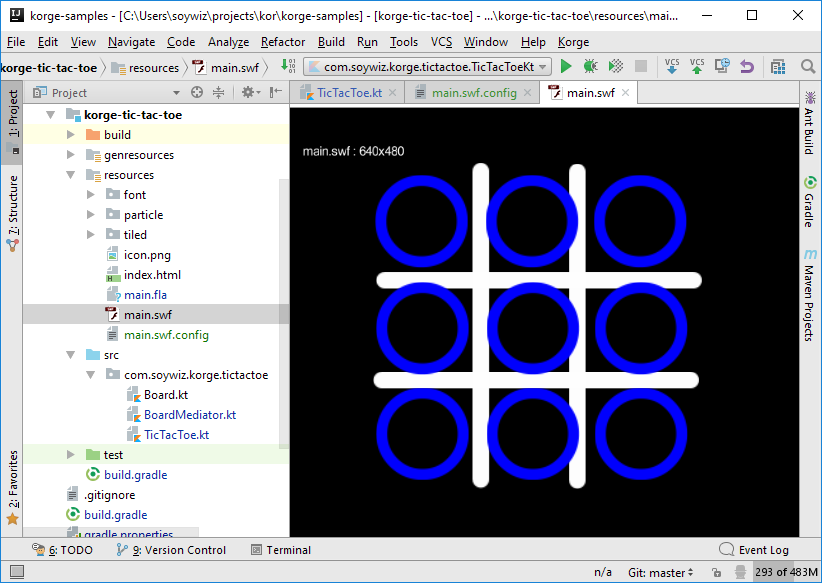 korge-samples - [C:\Users\soywiz\projects\kor\korge-samples] - [korge-tic-tac-toe] - ...\korge-tic-tac-toe\resources\mai...
File Edit View Navigate Code Analyze Refactor Build Run Tools VCS Window Help Korge
korge-tic-tac-toe resources main.swf com.soywiz.korge.tictactoe.TicTacToeKt VCS VCS
Project TicTacToe.kt main.swf.config main.swf
1: Project
7: Structure
2: Favorites
korge-tic-tac-toe
build
genresources
resources
font
particle
tiled
icon.png
index.html
main.fla
main.swf
main.swf.config
src
com.soywiz.korge.tictactoe
Board.kt
BoardMediator.kt
TicTacToe.kt
test
build.gradle
.gitignore
build.gradle
gradle.properties
main.swf : 640x480
Ant Build
Gradle
Maven Projects
6: TODO 9: Version Control Terminal Event Log
n/a Git: master 293 of 483M